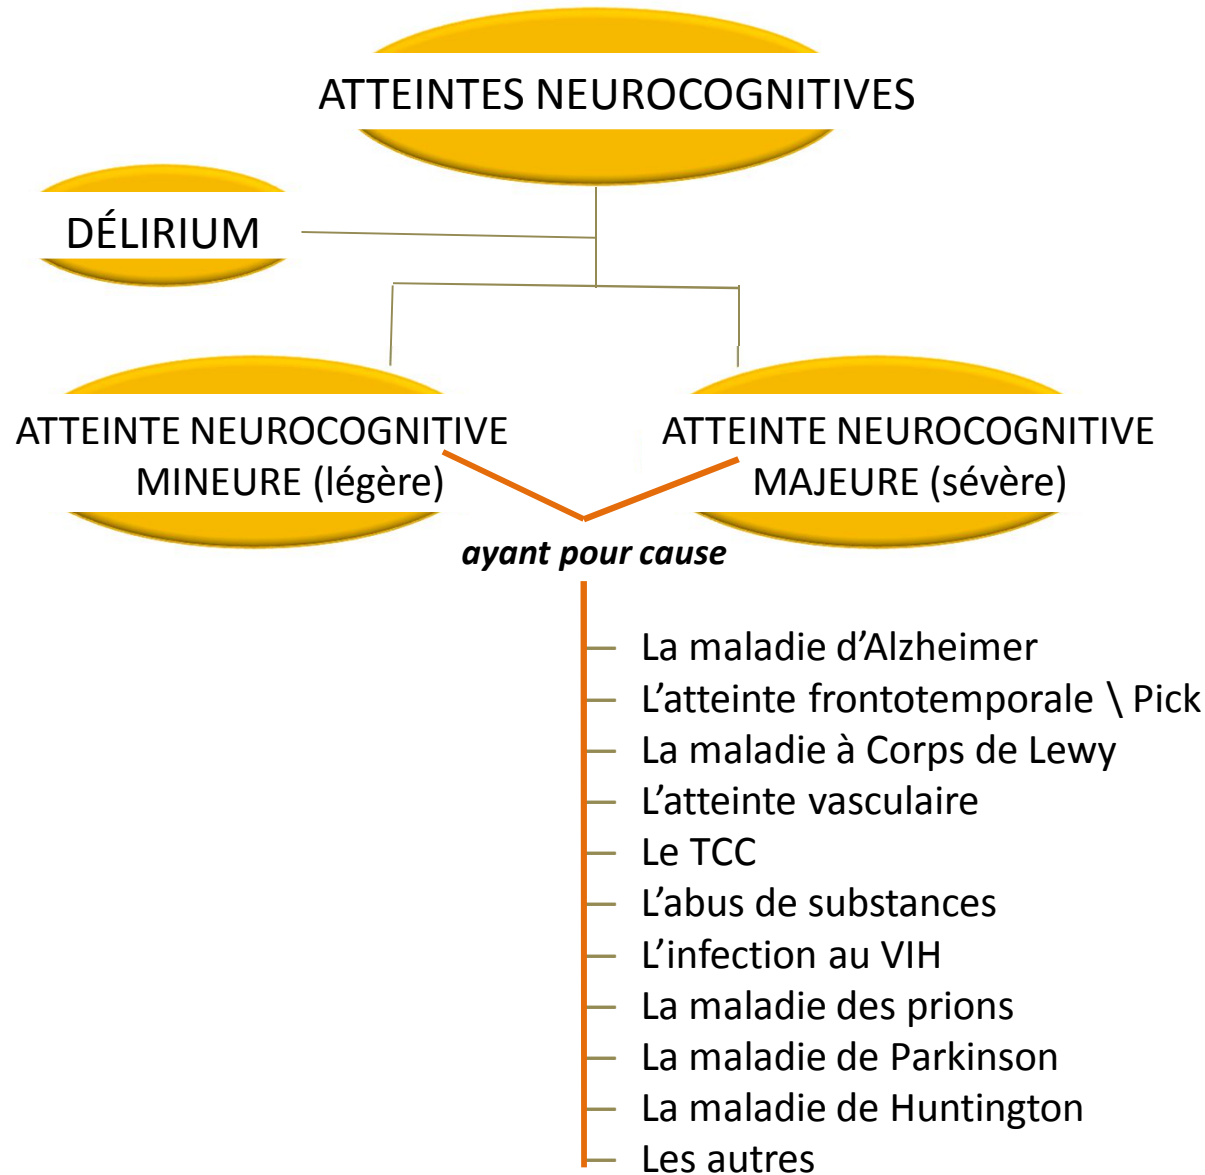 ATTEINTES NEUROCOGNITIVES
DÉLIRIUM
ATTEINTE NEUROCOGNITIVE
MINEURE (légère)
ATTEINTE NEUROCOGNITIVE
MAJEURE (sévère)
ayant pour cause
La maladie d’Alzheimer
L’atteinte frontotemporale \ Pick
La maladie à Corps de Lewy
L’atteinte vasculaire
Le TCC
L’abus de substances
L’infection au VIH
La maladie des prions
La maladie de Parkinson
La maladie de Huntington
Les autres